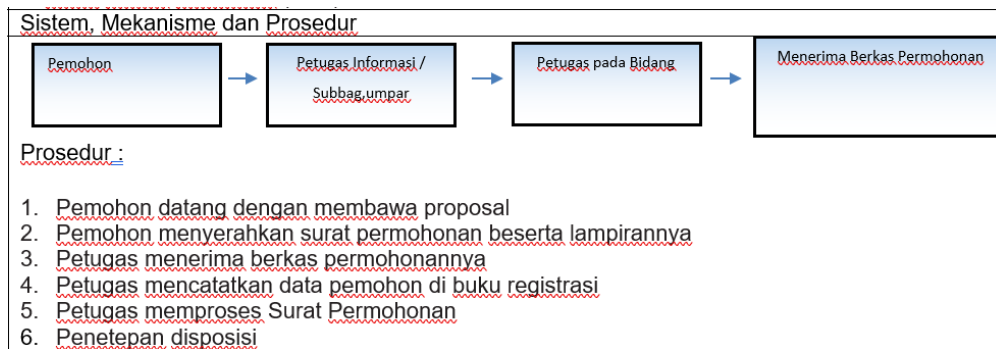 Sistem, Mekanisme dan Prosedur
Pemohon
Petugas Informasi /
Subbag,umpar
Petugas pada Bidang
Menerima Berkas Permohonan
Prosedur :
1. Pemohon datang dengan membawa proposal
2. Pemohon menyerahkan surat permohonan beserta lampirannya
3. Petugas menerima berkas permohonannya
4. Petugas mencatatkan data pemohon di buku registrasi
5. Petugas memproses Surat Permohonan
6. Penetepan disposisi